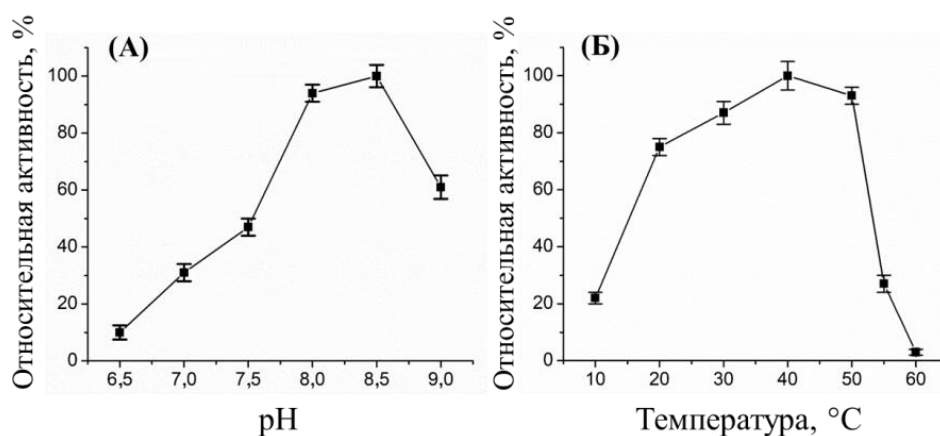 (А)
Относительная активность, %
100
80
60
40
20
0
6,5 7,0 7,5 8,0 8,5 9,0
pH
(Б)
Относительная активность, %
100
80
60
40
20
0
10 20 30 40 50 60
Температура, °C